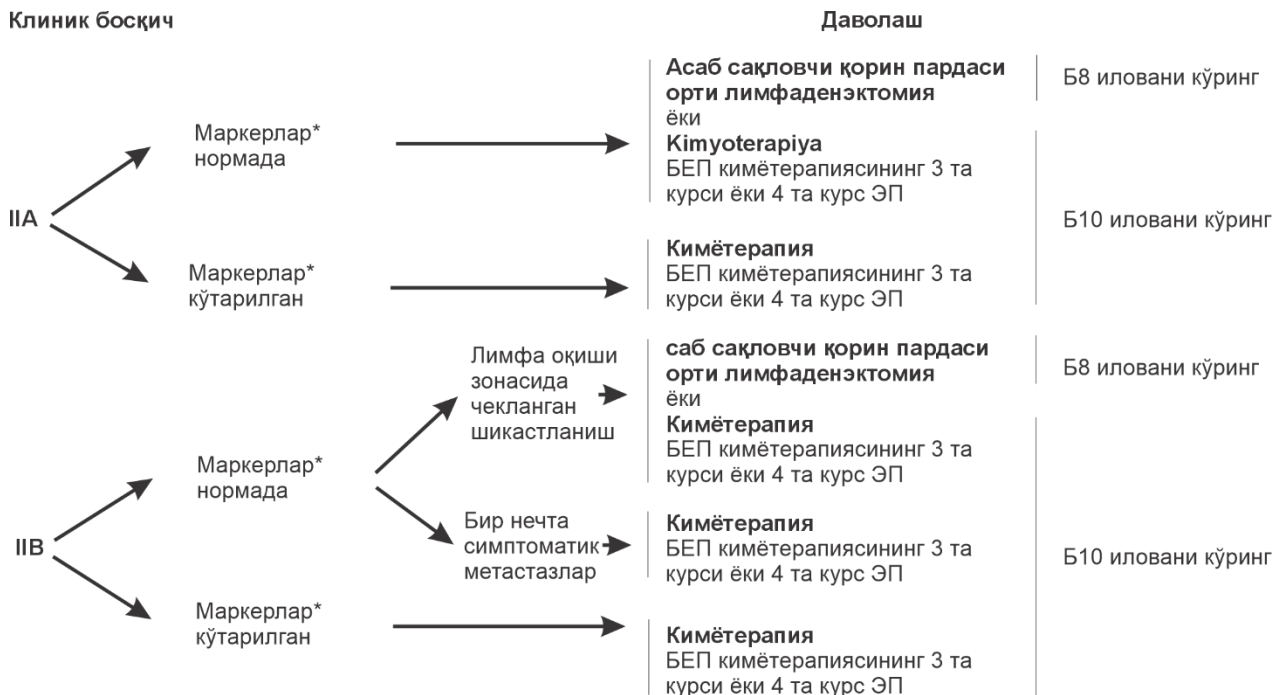 Клиник босқич
Даволаш
IIA
Маркерлар*
нормада
Асаб сақловчи қорин пардаси
орти лимфаденэктомия
ёки
Kimyoterapiya
БЕП кимётерапиясининг 3 та
курси ёки 4 та курс ЭП
Б8 иловани кўринг
Маркерлар*
кўтарилган
Кимётерапия
БЕП кимётерапиясининг 3 та
курси ёки 4 та курс ЭП
Б10 иловани кўринг
IIB
Маркерлар*
нормада
Лимфа оқиши
зонасида
чекланган
шикастланиш
саб сақловчи қорин пардаси
орти лимфаденэктомия
ёки
Кимётерапия
БЕП кимётерапиясининг 3 та
курси ёки 4 та курс ЭП
Б8 иловани кўринг
Бир нечта
симптоматик
метастазлар
Кимётерапия
БЕП кимётерапиясининг 3 та
курси ёки 4 та курс ЭП
Б10 иловани кўринг
Маркерлар*
кўтарилган
Кимётерапия
БЕП кимётерапиясининг 3 та
курси ёки 4 та курс ЭП